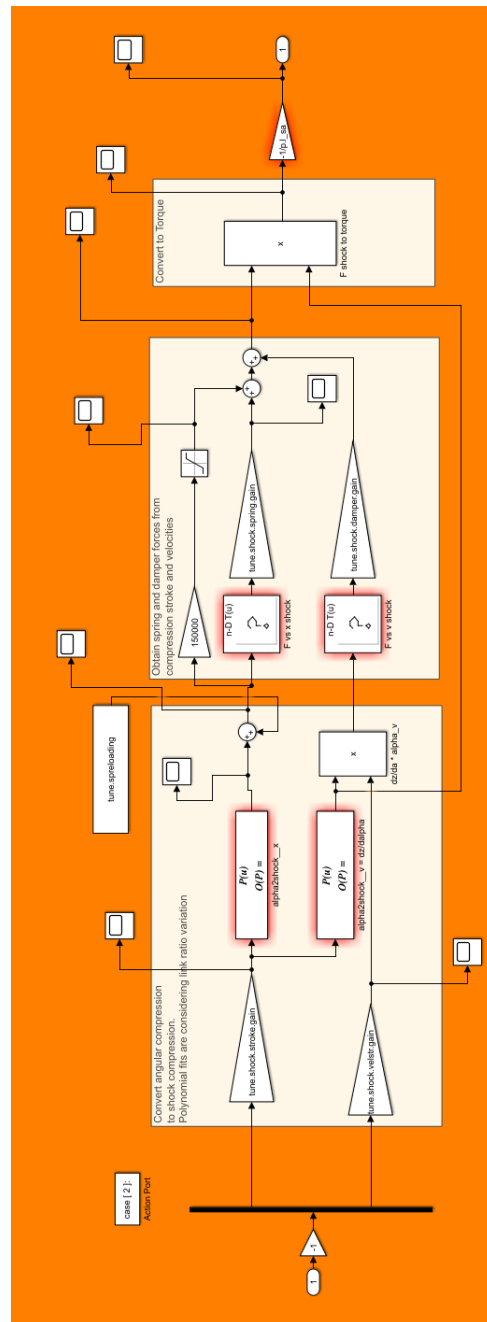 case [ 2 ]:
Action Port
1
-1
Convert angular compression
to shock compression.
Polynomial fits are considering link ratio variation
tune.shock.stroke.gain
tune.shock.velstr.gain
P(u)
O(P) =
alpha2shock__x
P(u)
O(P) =
alpha2shock__v = dz/dalpha
tune.spreloading
++
x
dz/da * alpha_v
Obtain spring and damper forces from
compression stroke and velocities
150000
n-D T(u)
F vs x shock
n-D T(u)
F vs v shock
tune.shock.spring.gain
tune.shock.damper.gain
++
++
Convert to Torque
x
F shock to torque
-1/p.l_sa
1